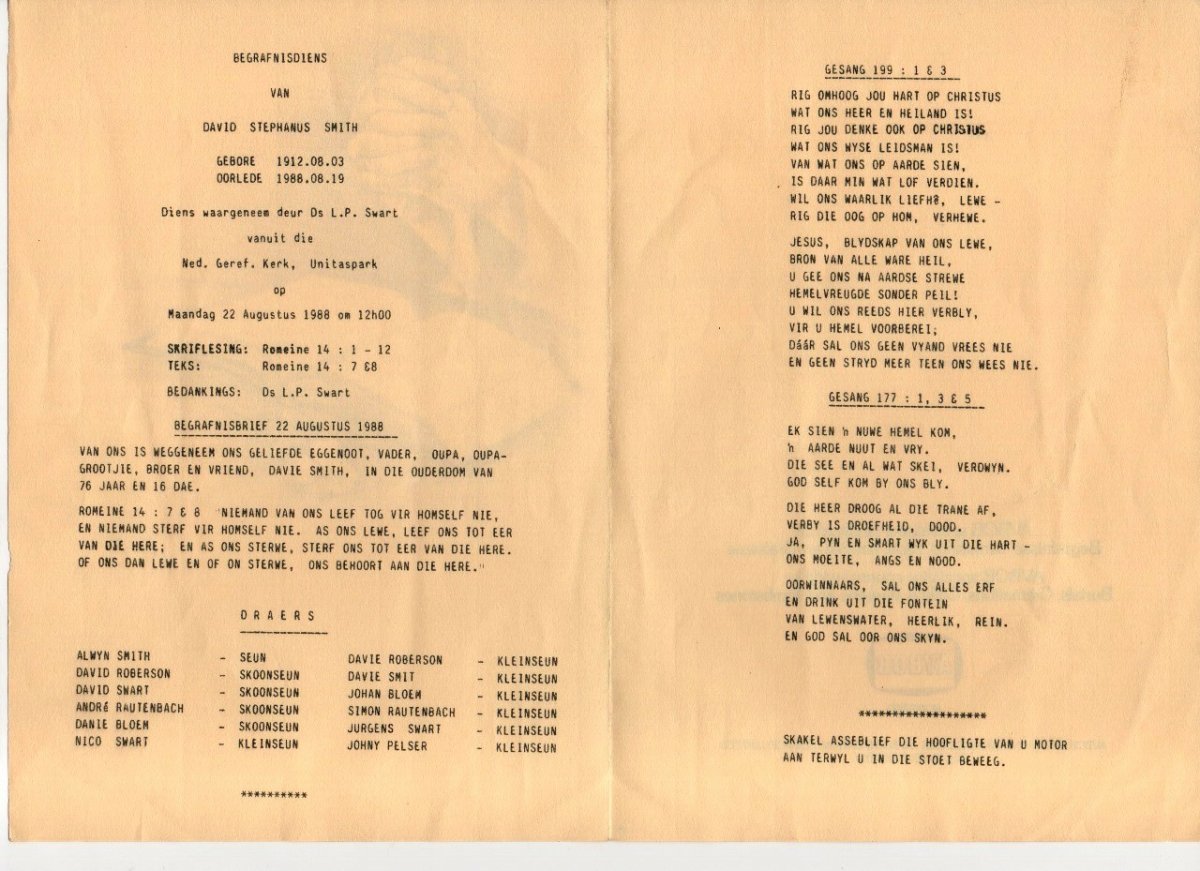 BEGRAFNISDIENS
VAN
DAVID STEPHANUS SMITH
GEBORE 1912.08.03
OORLEDE 1988.08.19
Diens waargeneem deur Ds L.P. Swart
vanuit die
Ned. Geref. Kerk, Unitaspark
op
Maandag 22 Augustus 1988 om 12h00
SKRIFLESING: Romeine 14 : 1 - 12
TEKS: Romeine 14 : 7 &8
BEDANKINGS: Ds L.P. Swart
BEGRAFNISBRIEF 22 AUGUSTUS 1988
VAN ONS IS WEGGENEEM ONS GELIEFDE EGGENOOT, VADER, OUPA, OUPA-
GROOTJIE, BROER EN VRIEND, DAVIE SMITH, IN DIE OUDERDOM VAN
76 JAAR EN 16 DAE.
ROMEINE 14 : 7 & 8 "NIEMAND VAN ONS LEEF TOG VIR HOMSELF NIE,
EN NIEMAND STERF VIR HOMSELF NIE. AS ONS LEWE, LEEF ONS TOT EER
VAN DIE HERE; EN AS ONS STERWE, STERF ONS TOT EER VAN DIE HERE.
OF ONS DAN LEWE EN OF ON STERWE, ONS BEHOORT AAN DIE HERE."
DRAERS
ALWYN SMITH - SEUN DAVIE ROBERSON - KLEINSEUN
DAVID ROBERSON - SKOONSEUN DAVIE SMIT - KLEINSEUN
DAVID SWART - SKOONSEUN JOHAN BLOEM - KLEINSEUN
ANDRé RAUTENBACH - SKOONSEUN SIMON RAUTENBACH - KLEINSEUN
DANIE BLOEM - SKOONSEUN JURGENS SWART - KLEINSEUN
NICO SWART - KLEINSEUN JOHNY PELSER - KLEINSEUN
**********
GESANG 199 : 1 & 3
RIG OMHOOG JOU HART OP CHRISTUS
WAT ONS HEER EN HEILAND IS!
RIG JOU DENKE OOK OP CHRISTUS
WAT ONS WYSE LEIDSMAN IS!
VAN WAT ONS OP AARDE SIEN,
IS DAAR MIN WAT LOF VERDIEN.
WIL ONS WAARLIK LIEFHê, LEWE -
RIG DIE OOG OP HOM, VERHEWE.
JESUS, BLYDSKAP VAN ONS LEWE,
BRON VAN ALLE WARE HEIL,
U GEE ONS NA AARDSE STREWE
HEMELVREUGDE SONDER PEIL!
U WIL ONS REEDS HIER VERBLY,
VIR U HEMEL VOORBEREI;
DááR SAL ONS GEEN VYAND VREES NIE
EN GEEN STRYD MEER TEEN ONS WEES NIE.
GESANG 177 : 1, 3 & 5
EK SIEN 'n NUWE HEMEL KOM,
'n AARDE NUUT EN VRY.
DIE SEE EN AL WAT SKEI, VERDWYN.
GOD SELF KOM BY ONS BLY.
DIE HEER DROOG AL DIE TRANE AF,
VERBY IS DROEFHEID, DOOD.
JA, PYN EN SMART WYK UIT DIE HART -
ONS MOEITE, ANGS EN NOOD.
OORWINNAARS, SAL ONS ALLES ERF
EN DRINK UIT DIE FONTEIN
VAN LEWENSWATER, HEERLIK, REIN.
EN GOD SAL OOR ONS SKYN.
*******************
SKAKEL ASSEBLIEF DIE HOOFLIGTE VAN U MOTOR
AAN TERWYL U IN DIE STOET BEWEEG.